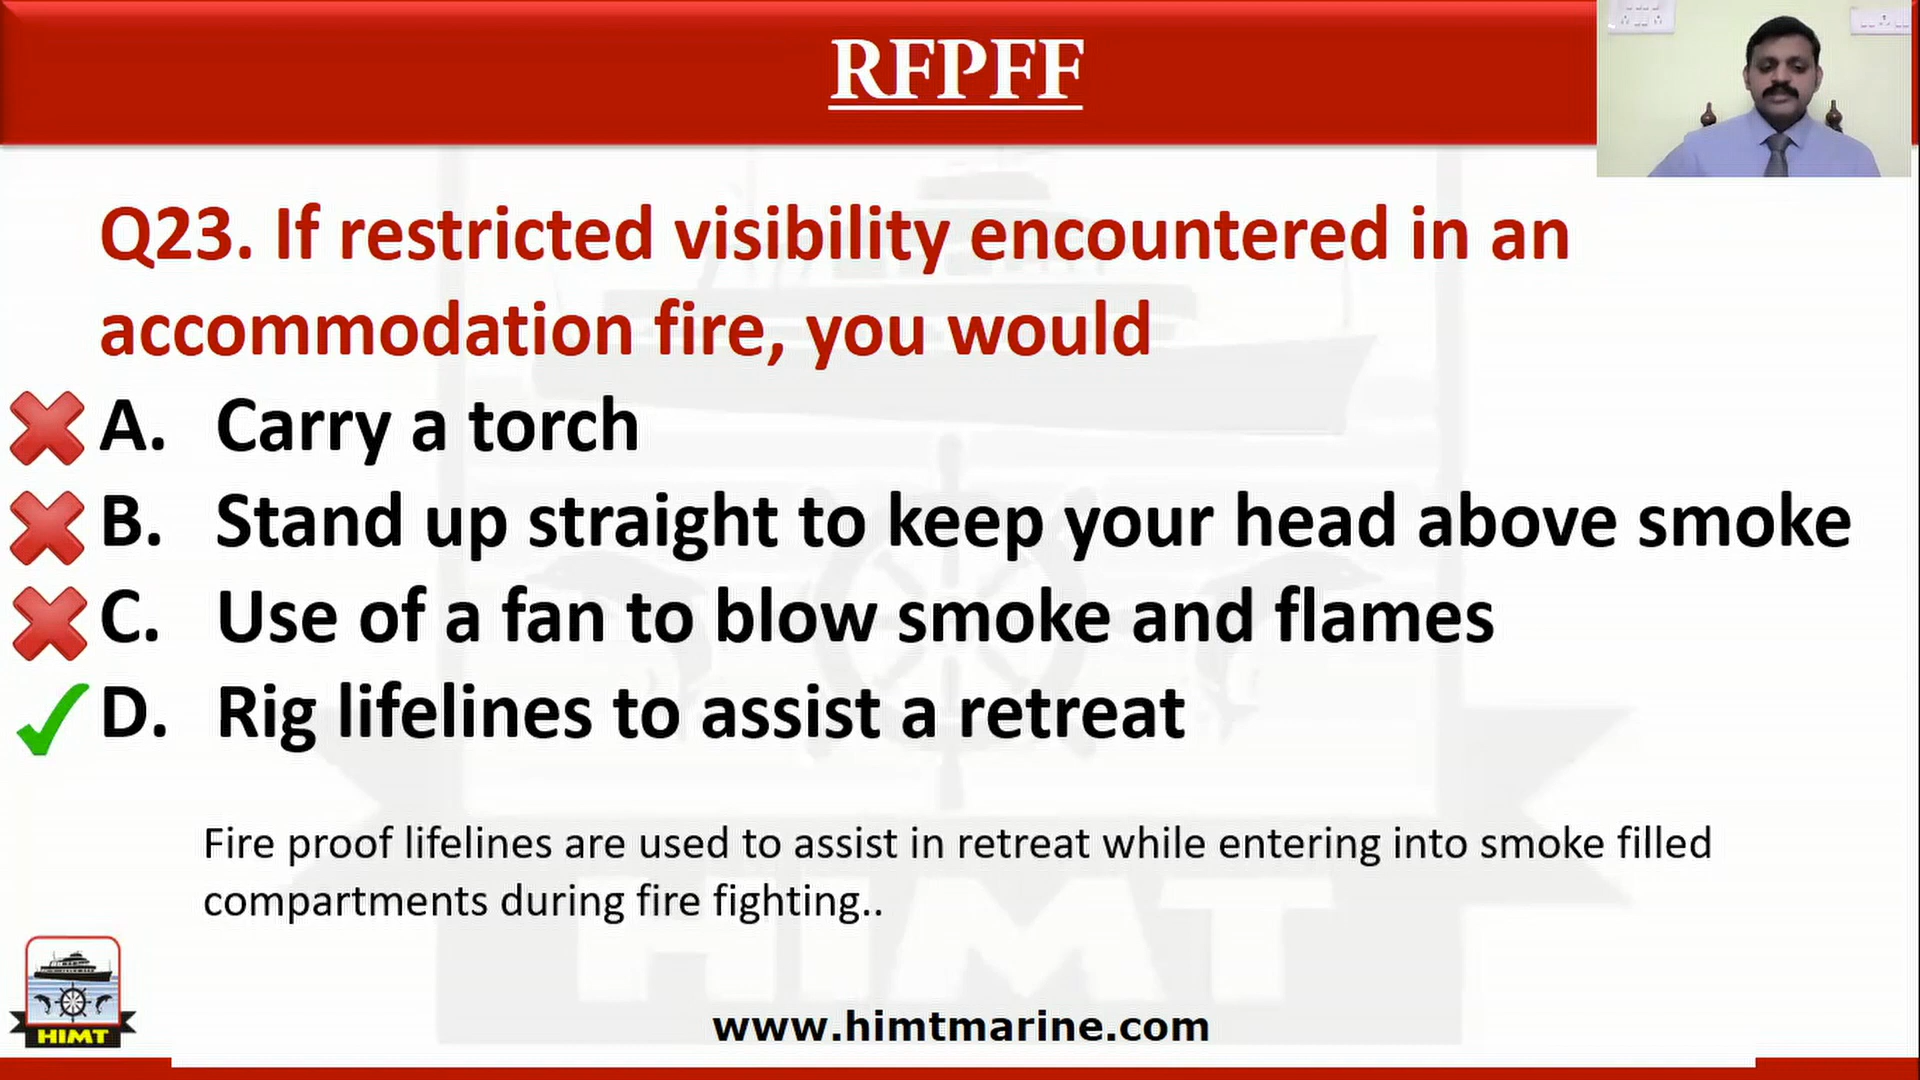 RFPFF
Q23. If restricted visibility encountered in an
accommodation fire, you would
A. Carry a torch
B. Stand up straight to keep your head above smoke
C. Use of a fan to blow smoke and flames
D. Rig lifelines to assist a retreat
Fire proof lifelines are used to assist in retreat while entering into smoke filled
compartments during fire fighting..
HIMT
HIMT
www.himtmarine.com